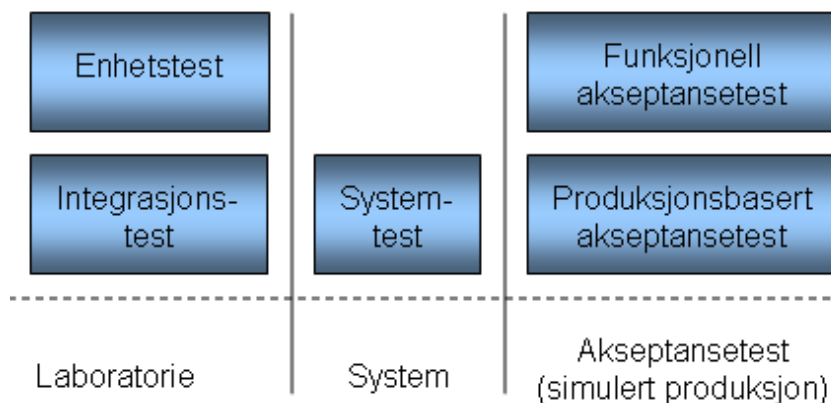 Enhetstest
Integrasjons-
test
System-
test
Funksjonell
akseptansetest
Produksjonsbasert
akseptansetest
Laboratorie
System
Akseptansetest
(simulert produksjon)